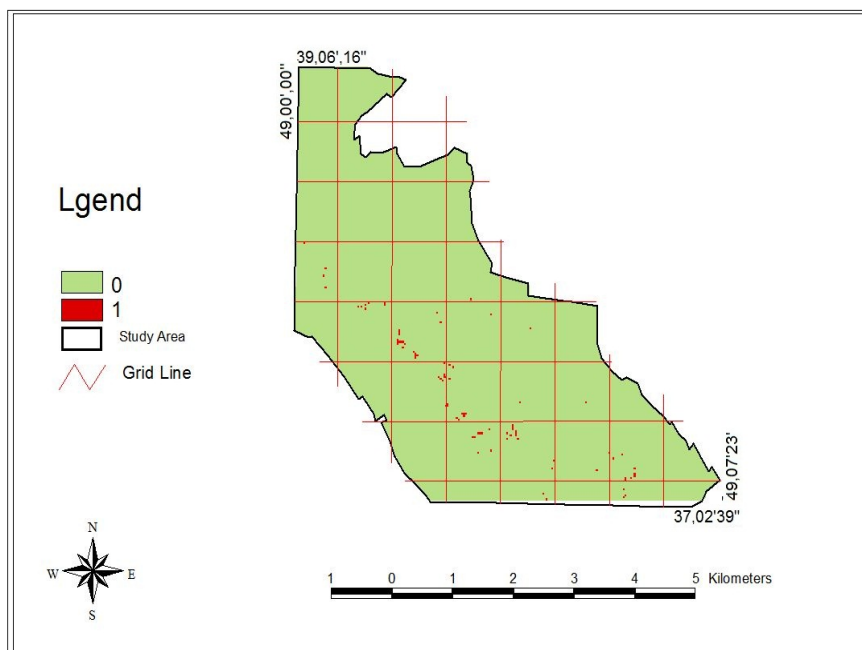 39,06',16"
49,00',00"
Lgend
0
1
Study Area
Grid Line
49,07'23"
37,02'39"
N
W E
S
1 0 1 2 3 4 5 Kilometers